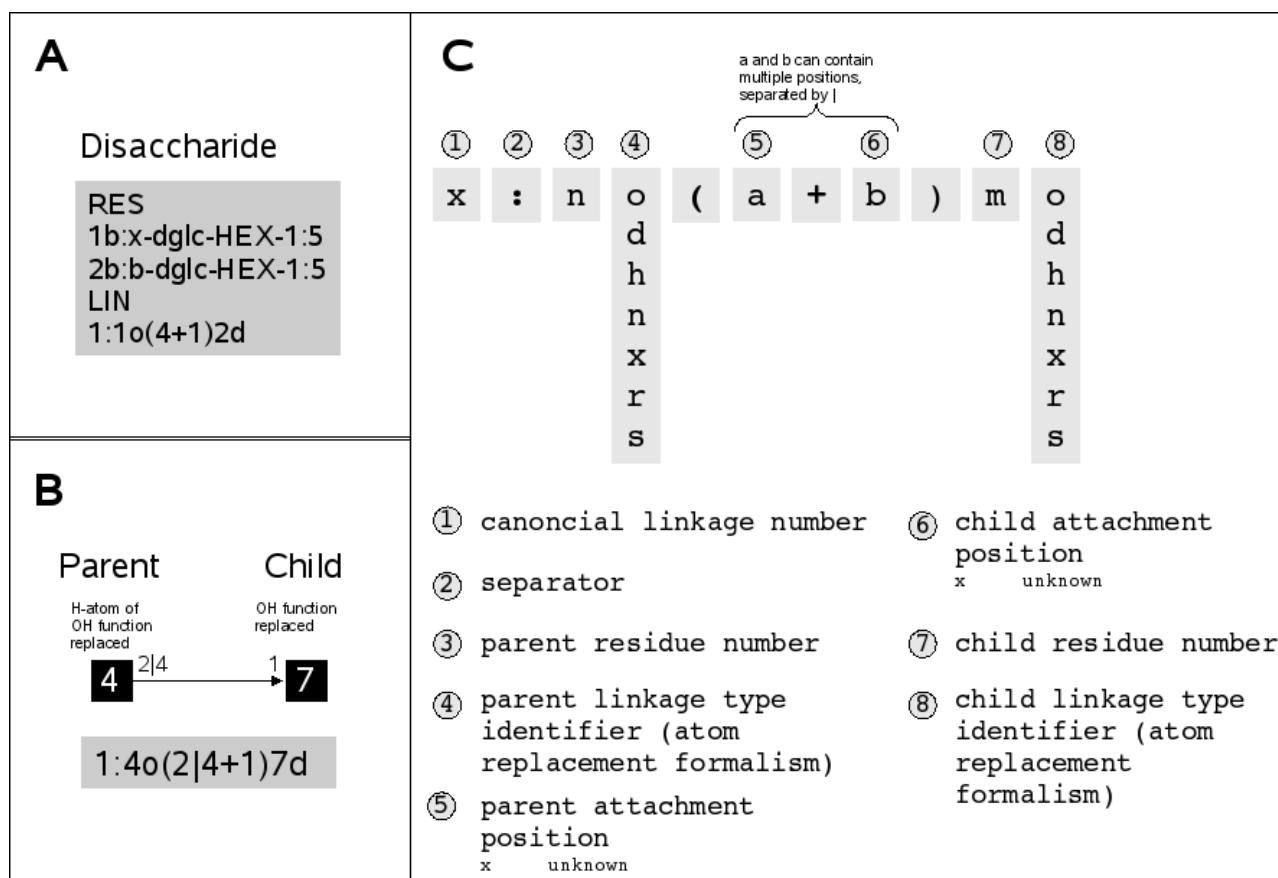 A
Disaccharide
RES
1b:x-dglc-HEX-1:5
2b:b-dglc-HEX-1:5
LIN
1:1o(4+1)2d
B
Parent Child
H-atom of
OH function
replaced
OH function
replaced
4 2|4 1 7
1:4o(2|4+1)7d
C
a and b can contain
multiple positions,
separated by |
1 2 3 4 5 6 7 8
x : n o ( a + b ) m o
d d
h h
n n
x x
r r
s s
1 canoncial linkage number
2 separator
3 parent residue number
4 parent linkage type
identifier (atom
replacement formalism)
5 parent attachment
position
x unknown
6 child attachment
position
x unknown
7 child residue number
8 child linkage type
identifier (atom
replacement
formalism)